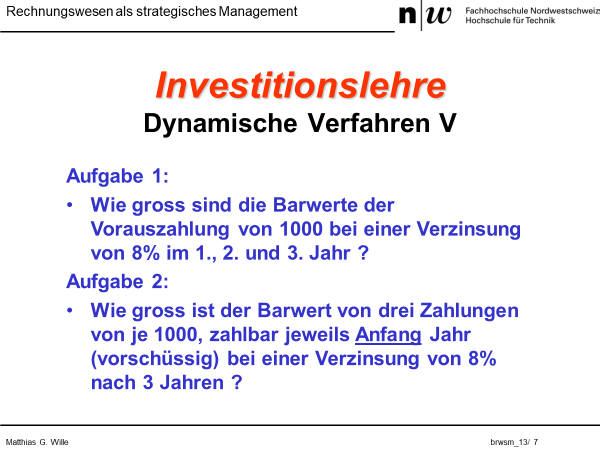 Rechnungswesen als strategisches Management
n w
Fachhochschule Nordwestschweiz
Hochschule für Technik
Investitionslehre
Dynamische Verfahren V
Aufgabe 1:
• Wie gross sind die Barwerte der
Vorauszahlung von 1000 bei einer Verzinsung
von 8% im 1., 2. und 3. Jahr ?
Aufgabe 2:
• Wie gross ist der Barwert von drei Zahlungen
von je 1000, zahlbar jeweils Anfang Jahr
(vorschüssig) bei einer Verzinsung von 8%
nach 3 Jahren ?
Matthias G. Wille
brwsm_13/ 7